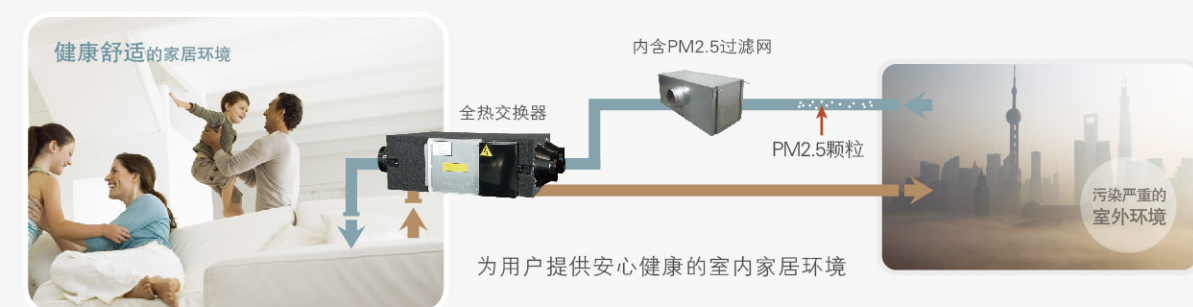 健康舒适的家居环境
内含PM2.5过滤网
全热交换器
PM2.5颗粒
污染严重的
室外环境
为用户提供安心健康的室内家居环境